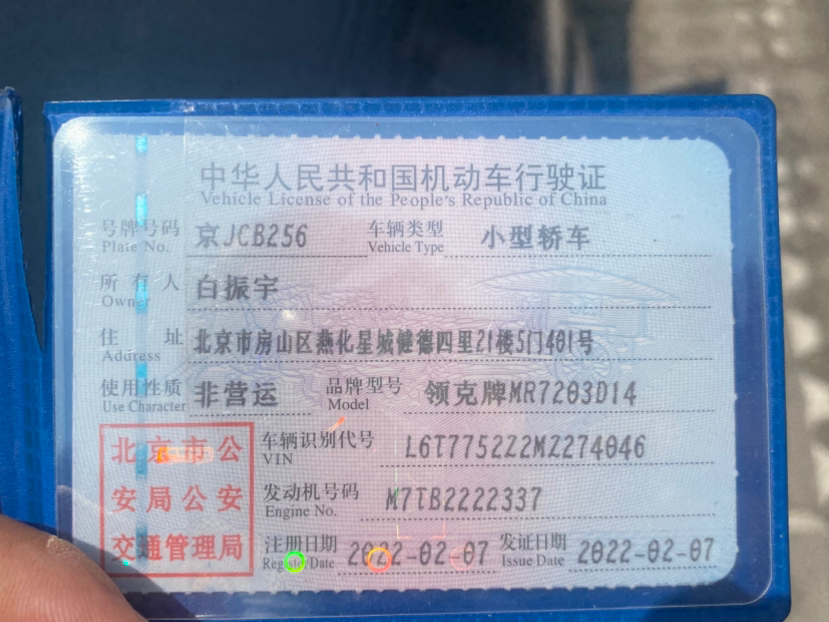 中华人民共和国机动车行驶证
Vehicle License of the People's Republic of China
号牌号码 京JCB256 车辆类型 小型轿车
Plate No. Vehicle Type
所有人 白振宇
Owner
住址 北京市房山区燕化星城健德四里21楼5门401号
Address
使用性质 非营运 品牌型号 领克牌MR7203D14
Use Character Model
车辆识别代号 L6T7752Z2MZ274046
VIN
发动机号码 M7TB2222337
Engine No.
注册日期 2022-02-07 发证日期 2022-02-07
Register Date Issue Date
北京市公
安局公安
交通管理局